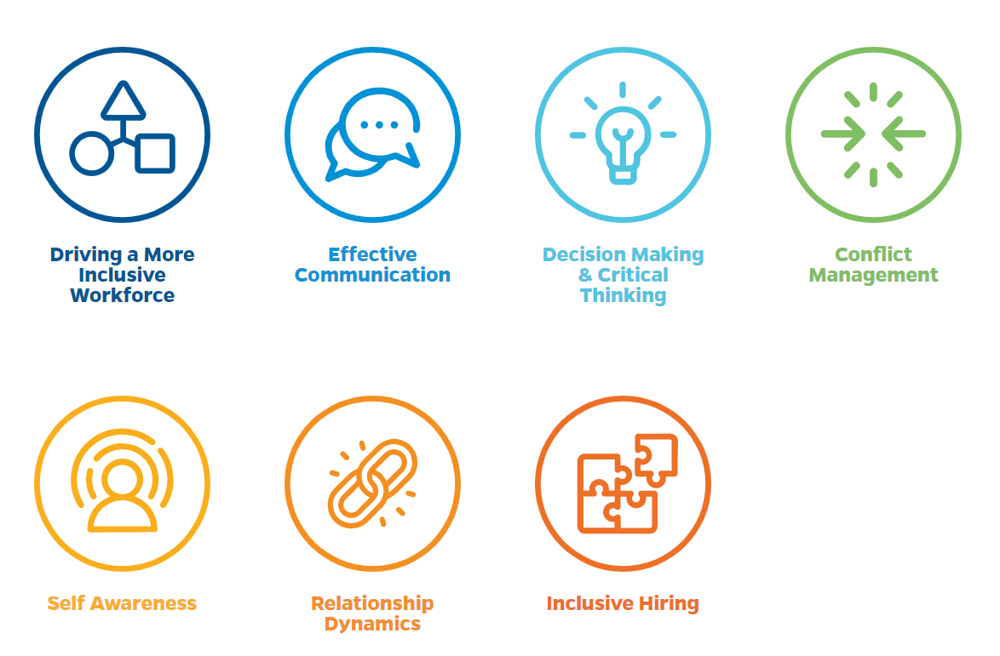 Driving a More
Inclusive
Workforce
Effective
Communication
Decision Making
& Critical
Thinking
Conflict
Management
Self Awareness
Relationship
Dynamics
Inclusive Hiring